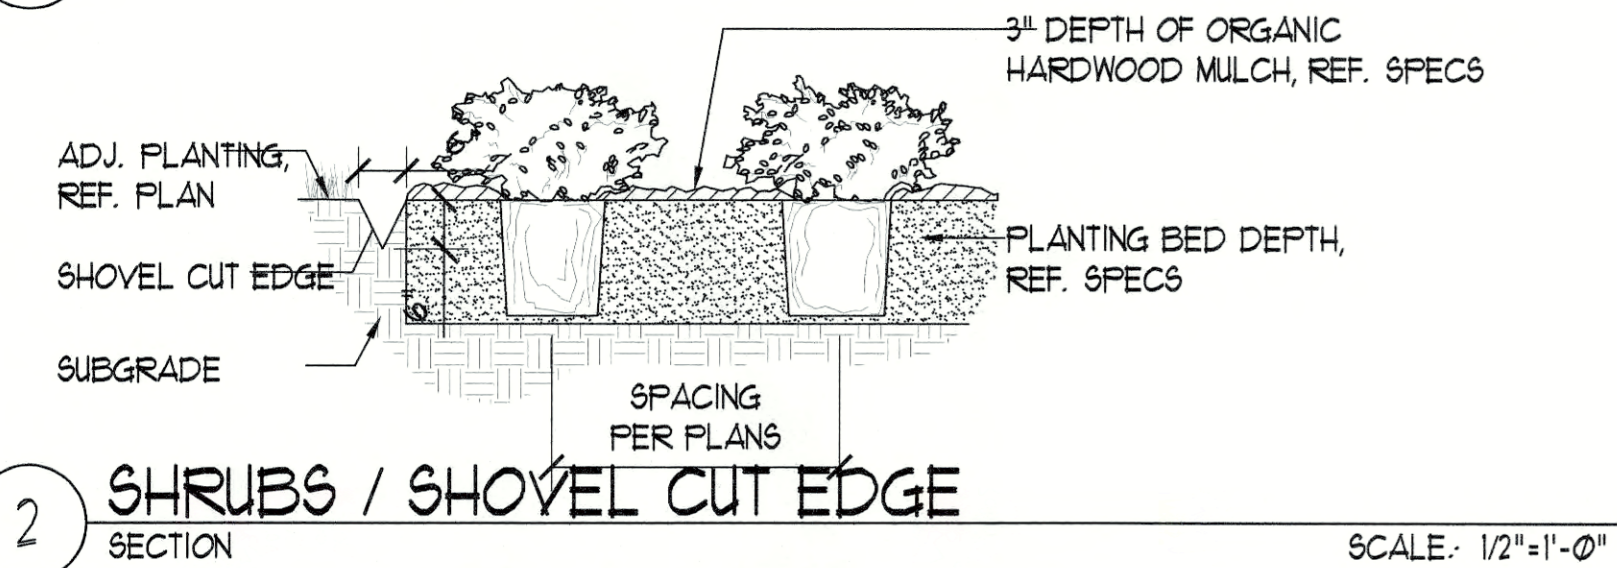 3" DEPTH OF ORGANIC
HARDWOOD MULCH, REF. SPECS
ADJ. PLANTING,
REF. PLAN
6"
SHOVEL CUT EDGE
6"
SUBGRADE
PLANTING BED DEPTH,
REF. SPECS
SPACING
PER PLANS
2
SHRUBS / SHOVEL CUT EDGE
SECTION
SCALE: 1/2"=1'-0"